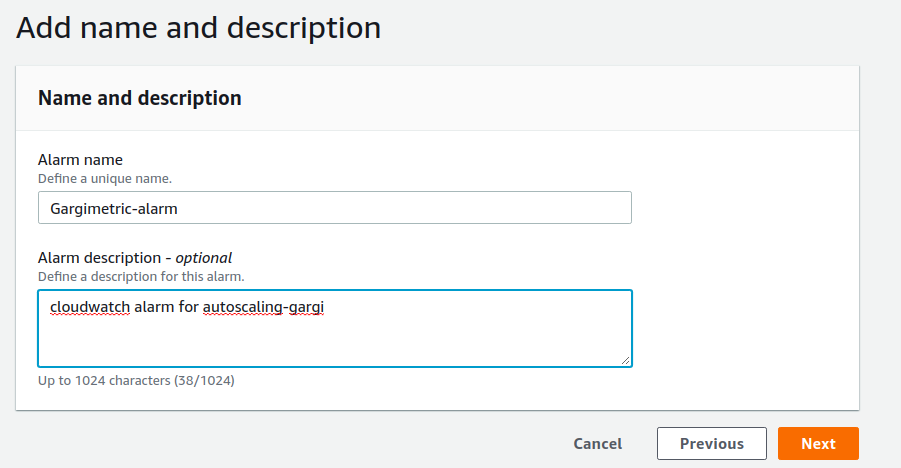 Add name and description
Name and description
Alarm name
Define a unique name.
Gargimetric-alarm
Alarm description - optional
Define a description for this alarm.
cloudwatch alarm for autoscaling-gargi
Up to 1024 characters (38/1024)
Cancel Previous Next